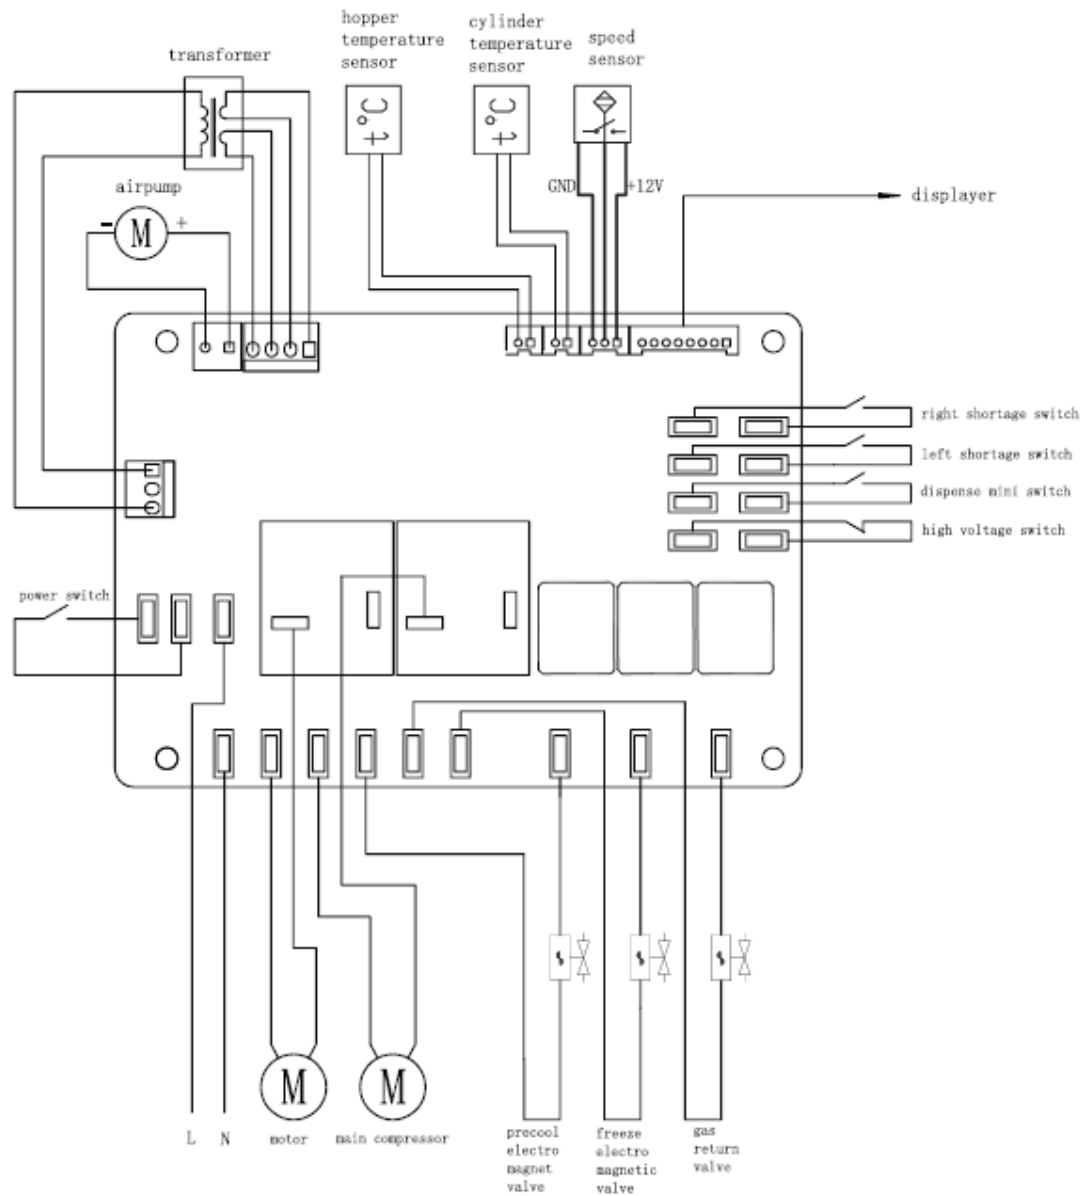 hopper
temperature
sensor
cylinder
temperature
sensor
speed
sensor
transformer
t°C
t°C
airpump
- M +
GND
+12V
displayer
right shortage switch
left shortage switch
dispense mini switch
high voltage switch
power switch
M
M
L
N
motor
main compressor
precool
electro
magnet
valve
freeze
electro
magnetic
valve
gas
return
valve